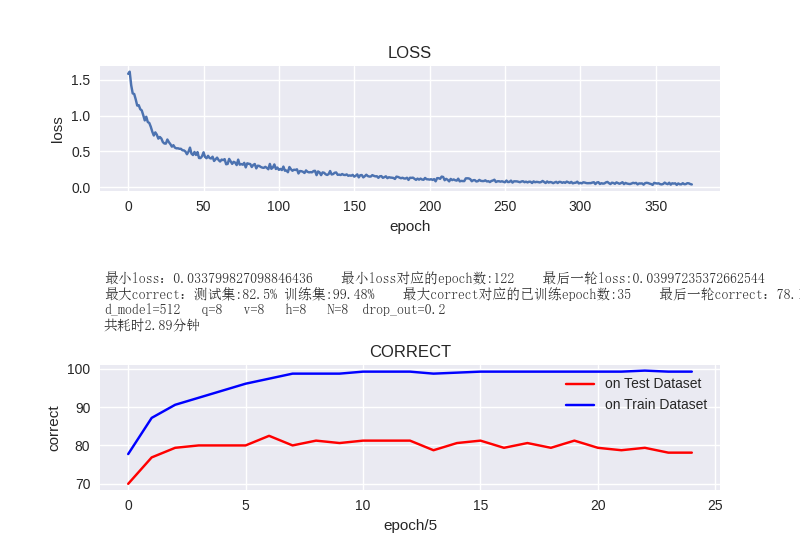 LOSS
1.5
1.0
0.5
0.0
loss
0 50 100 150 200 250 300 350
epoch
最小loss: 0.033799827098846436 最小loss对应的epoch数:122 最后一轮loss:0.03997235372662544
最大correct: 测试集:82.5% 训练集:99.48% 最大correct对应的已训练epoch数:35 最后一轮correct: 78.
d_model=512 q=8 v=8 h=8 N=8 drop_out=0.2
共耗时2.89分钟
CORRECT
100
90
80
70
correct
on Test Dataset
on Train Dataset
0 5 10 15 20 25
epoch/5